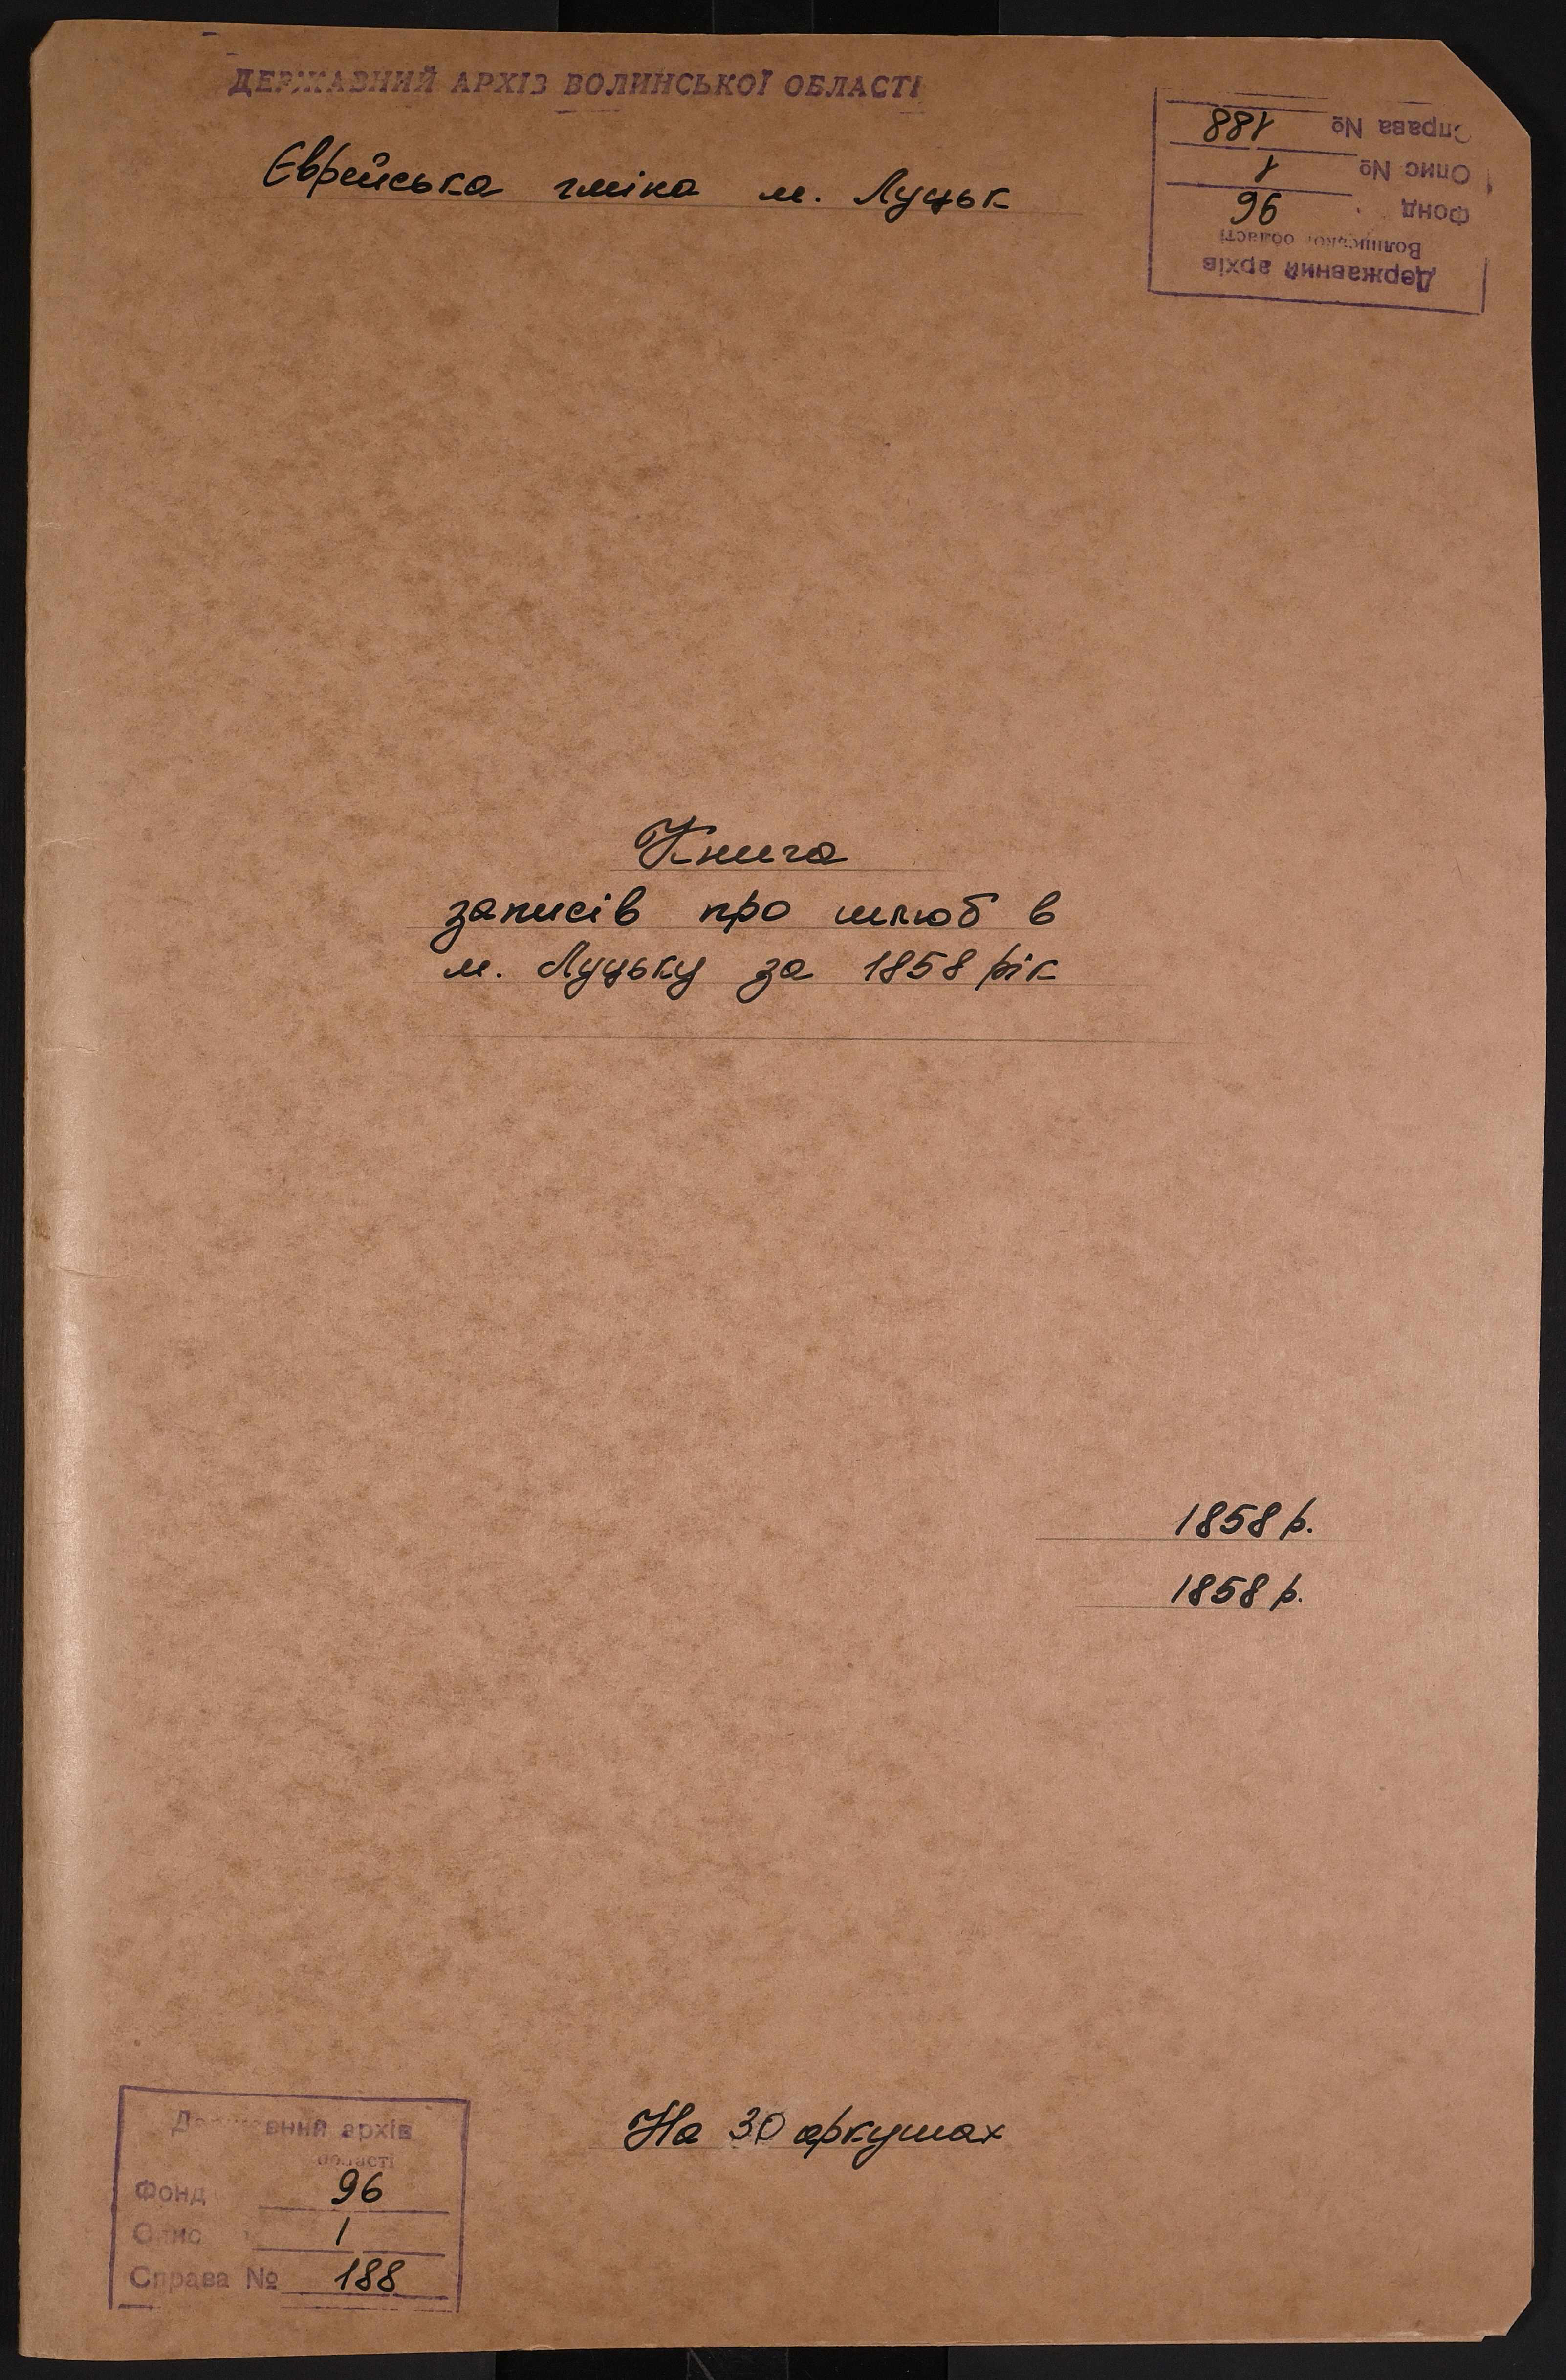 ДЕРЖАВНИЙ АРХІВ ВОЛИНСЬКОЇ ОБЛАСТІ
Єврейська гміна м. Луцьк
Державний архів
Волинської області
Фонд 96
Опис № 1
Справа № 188
Книга
записів про шлюб в
м. Луцьку за 1858 рік
1858 р.
1858 р.
На 30 аркушах
Державний архів
області
Фонд 96
Опис 1
Справа № 188